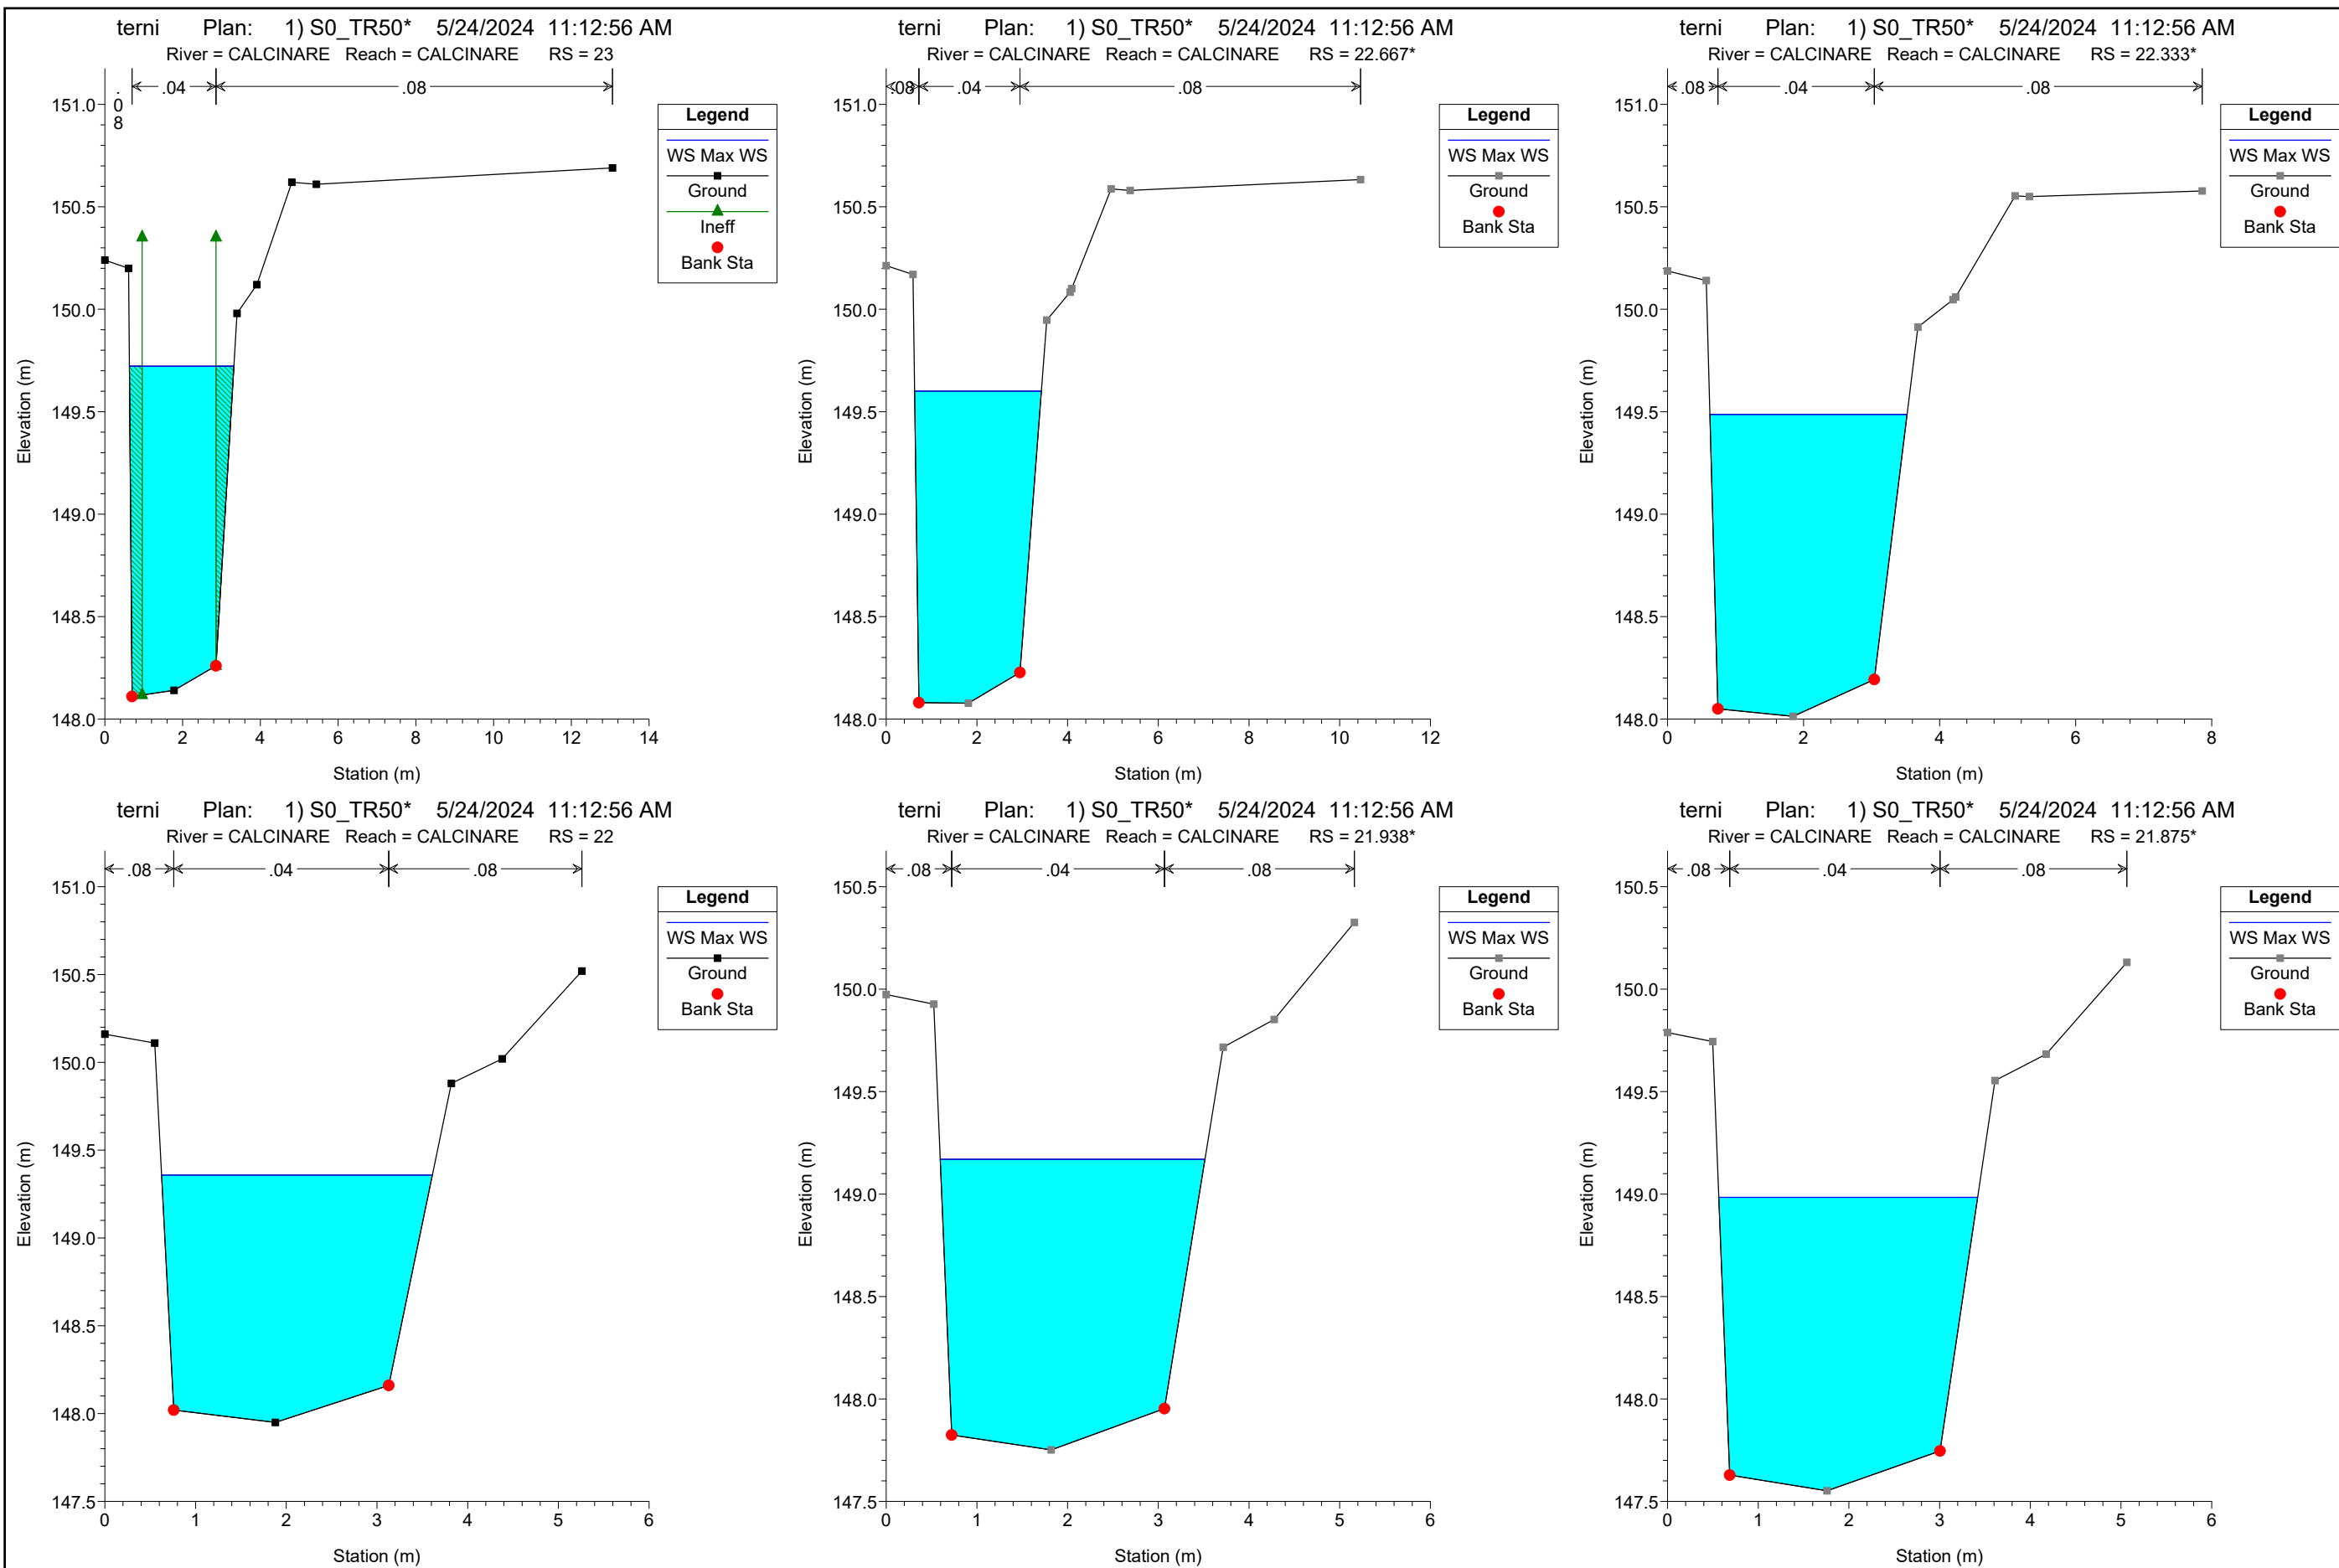 terni Plan: 1) S0_TR50* 5/24/2024 11:12:56 AM
River = CALCINARE Reach = CALCINARE RS = 23
.08 .04 .08
151.0
150.5
150.0
149.5
149.0
148.5
148.0
Elevation (m)
0 2 4 6 8 10 12 14
Station (m)
Legend
WS Max WS
Ground
Ineff
Bank Sta
terni Plan: 1) S0_TR50* 5/24/2024 11:12:56 AM
River = CALCINARE Reach = CALCINARE RS = 22.667*
.08 .04 .08
151.0
150.5
150.0
149.5
149.0
148.5
148.0
Elevation (m)
0 2 4 6 8 10 12
Station (m)
Legend
WS Max WS
Ground
Bank Sta
terni Plan: 1) S0_TR50* 5/24/2024 11:12:56 AM
River = CALCINARE Reach = CALCINARE RS = 22.333*
.08 .04 .08
151.0
150.5
150.0
149.5
149.0
148.5
148.0
Elevation (m)
0 2 4 6 8
Station (m)
Legend
WS Max WS
Ground
Bank Sta
terni Plan: 1) S0_TR50* 5/24/2024 11:12:56 AM
River = CALCINARE Reach = CALCINARE RS = 22
.08 .04 .08
151.0
150.5
150.0
149.5
149.0
148.5
148.0
147.5
Elevation (m)
0 1 2 3 4 5 6
Station (m)
Legend
WS Max WS
Ground
Bank Sta
terni Plan: 1) S0_TR50* 5/24/2024 11:12:56 AM
River = CALCINARE Reach = CALCINARE RS = 21.938*
.08 .04 .08
150.5
150.0
149.5
149.0
148.5
148.0
147.5
Elevation (m)
0 1 2 3 4 5 6
Station (m)
Legend
WS Max WS
Ground
Bank Sta
terni Plan: 1) S0_TR50* 5/24/2024 11:12:56 AM
River = CALCINARE Reach = CALCINARE RS = 21.875*
.08 .04 .08
150.5
150.0
149.5
149.0
148.5
148.0
147.5
Elevation (m)
0 1 2 3 4 5 6
Station (m)
Legend
WS Max WS
Ground
Bank Sta